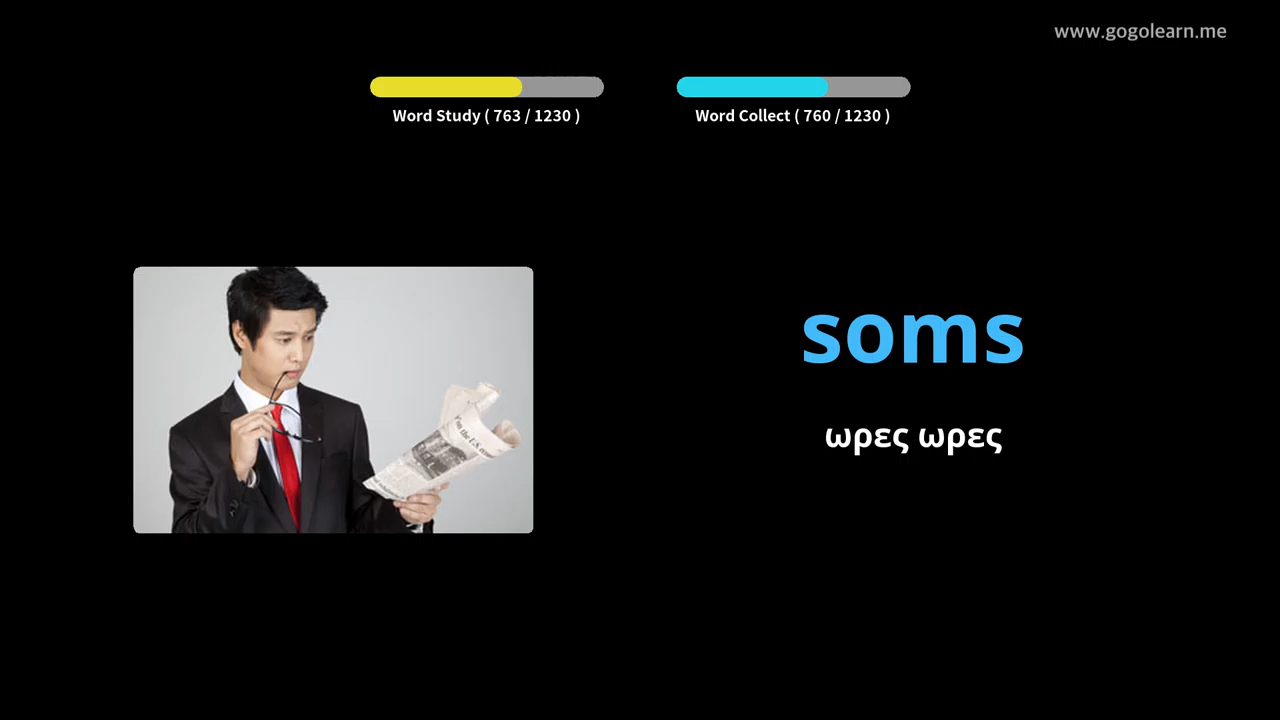 www.gogolearn.me
Word Study ( 763 / 1230 )
Word Collect ( 760 / 1230 )
soms
ωρες ωρες